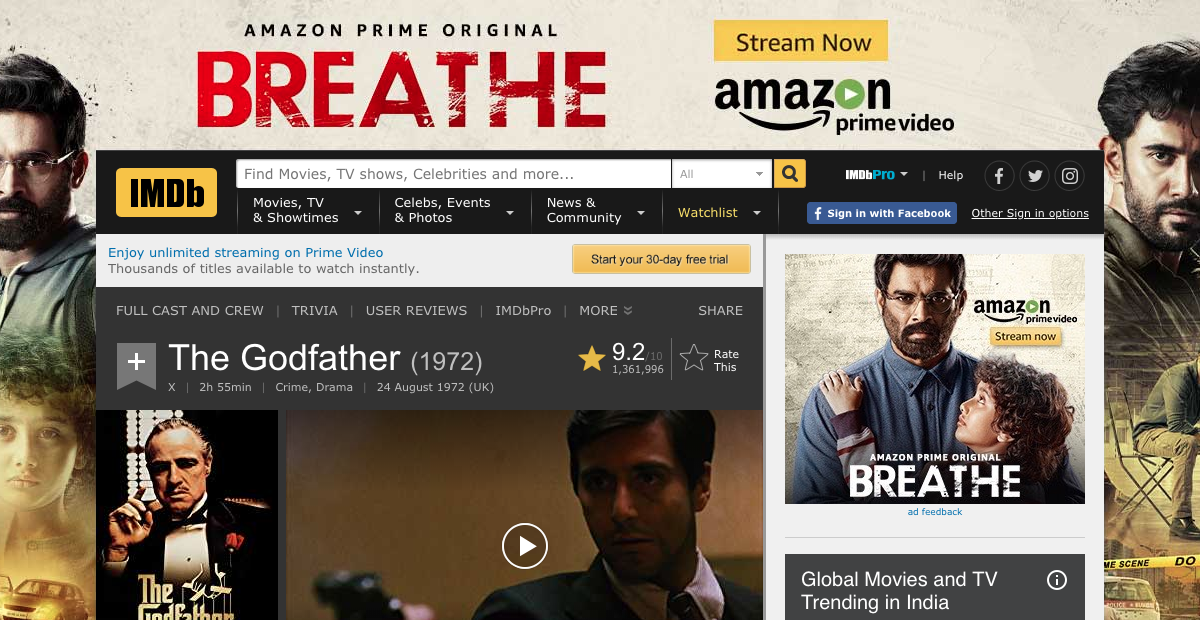 AMAZON PRIME ORIGINAL
BREATHE
Stream Now
amazon
prime video
IMDb
Find Movies, TV shows, Celebrities and more...
All
IMDbPro
|
Help
Movies, TV
& Showtimes
Celebs, Events
& Photos
News &
Community
Watchlist
f Sign in with Facebook
Other Sign in options
Enjoy unlimited streaming on Prime Video
Thousands of titles available to watch instantly.
Start your 30-day free trial
FULL CAST AND CREW | TRIVIA | USER REVIEWS | IMDbPro | MORE
SHARE
+
The Godfather (1972)
X | 2h 55min | Crime, Drama | 24 August 1972 (UK)
9.2/10
1,361,996
Rate
This
The
Godfather
amazon
prime video
Stream now
AMAZON PRIME ORIGINAL
BREATHE
ad feedback
Global Movies and TV
Trending in India
ME SCENE DO
POLICE